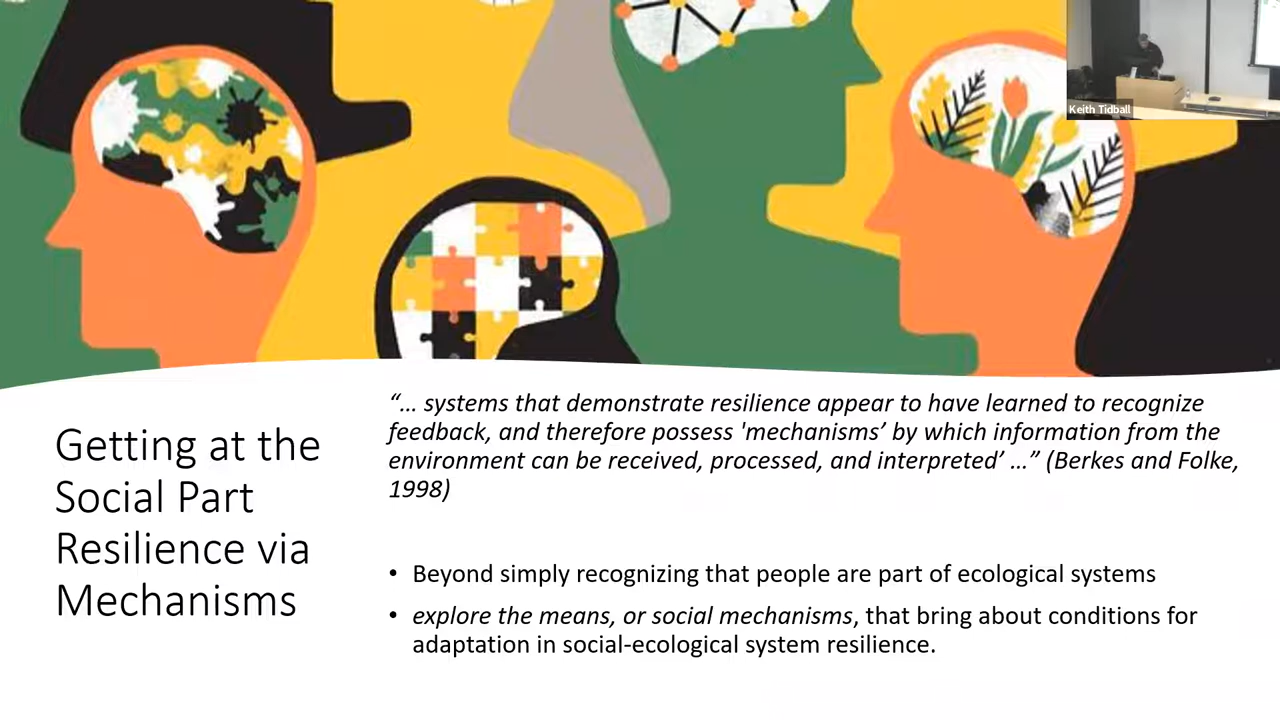 Keith Tidball
Getting at the
Social Part
Resilience via
Mechanisms
“… systems that demonstrate resilience appear to have learned to recognize
feedback, and therefore possess 'mechanisms’ by which information from the
environment can be received, processed, and interpreted’ …” (Berkes and Folke,
1998)
• Beyond simply recognizing that people are part of ecological systems
• explore the means, or social mechanisms, that bring about conditions for
adaptation in social-ecological system resilience.